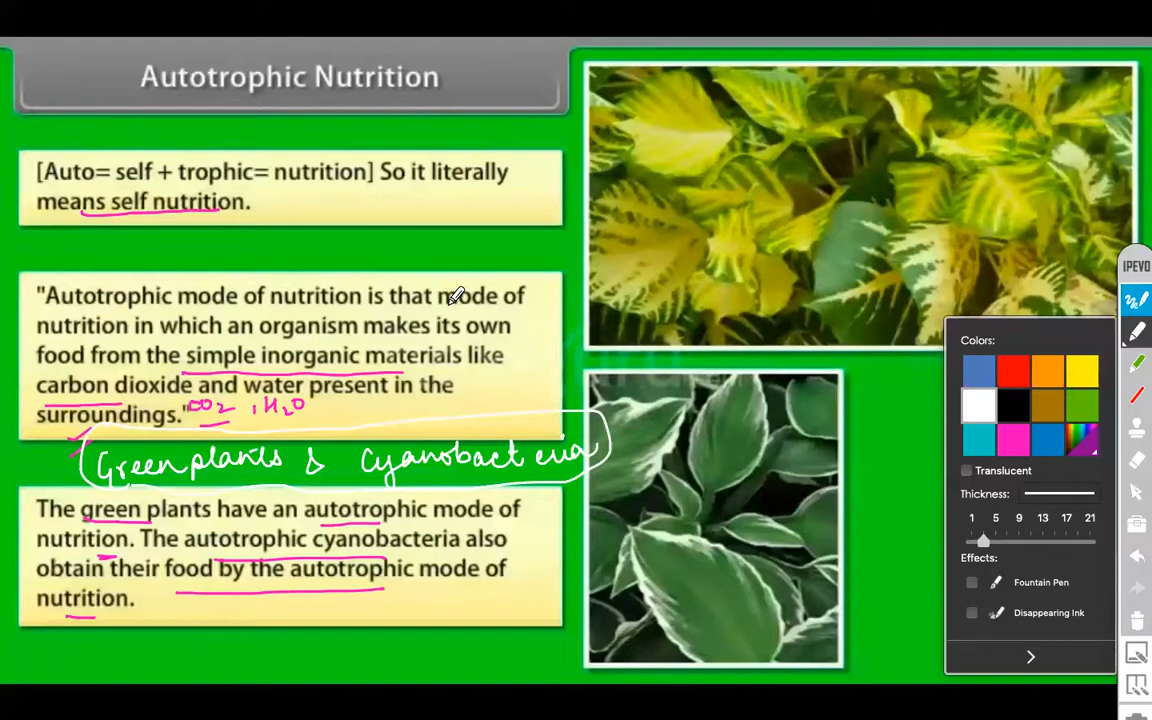 Autotrophic Nutrition
[Auto= self + trophic= nutrition] So it literally
means self nutrition.
"Autotrophic mode of nutrition is that mode of
nutrition in which an organism makes its own
food from the simple inorganic materials like
carbon dioxide and water present in the
surroundings."
CO2 , H2O
Green plants & Cyanobacteria
The green plants have an autotrophic mode of
nutrition. The autotrophic cyanobacteria also
obtain their food by the autotrophic mode of
nutrition.
IPEVO
Colors:
Translucent
Thickness:
1 5 9 13 17 21
Effects:
Fountain Pen
Disappearing Ink